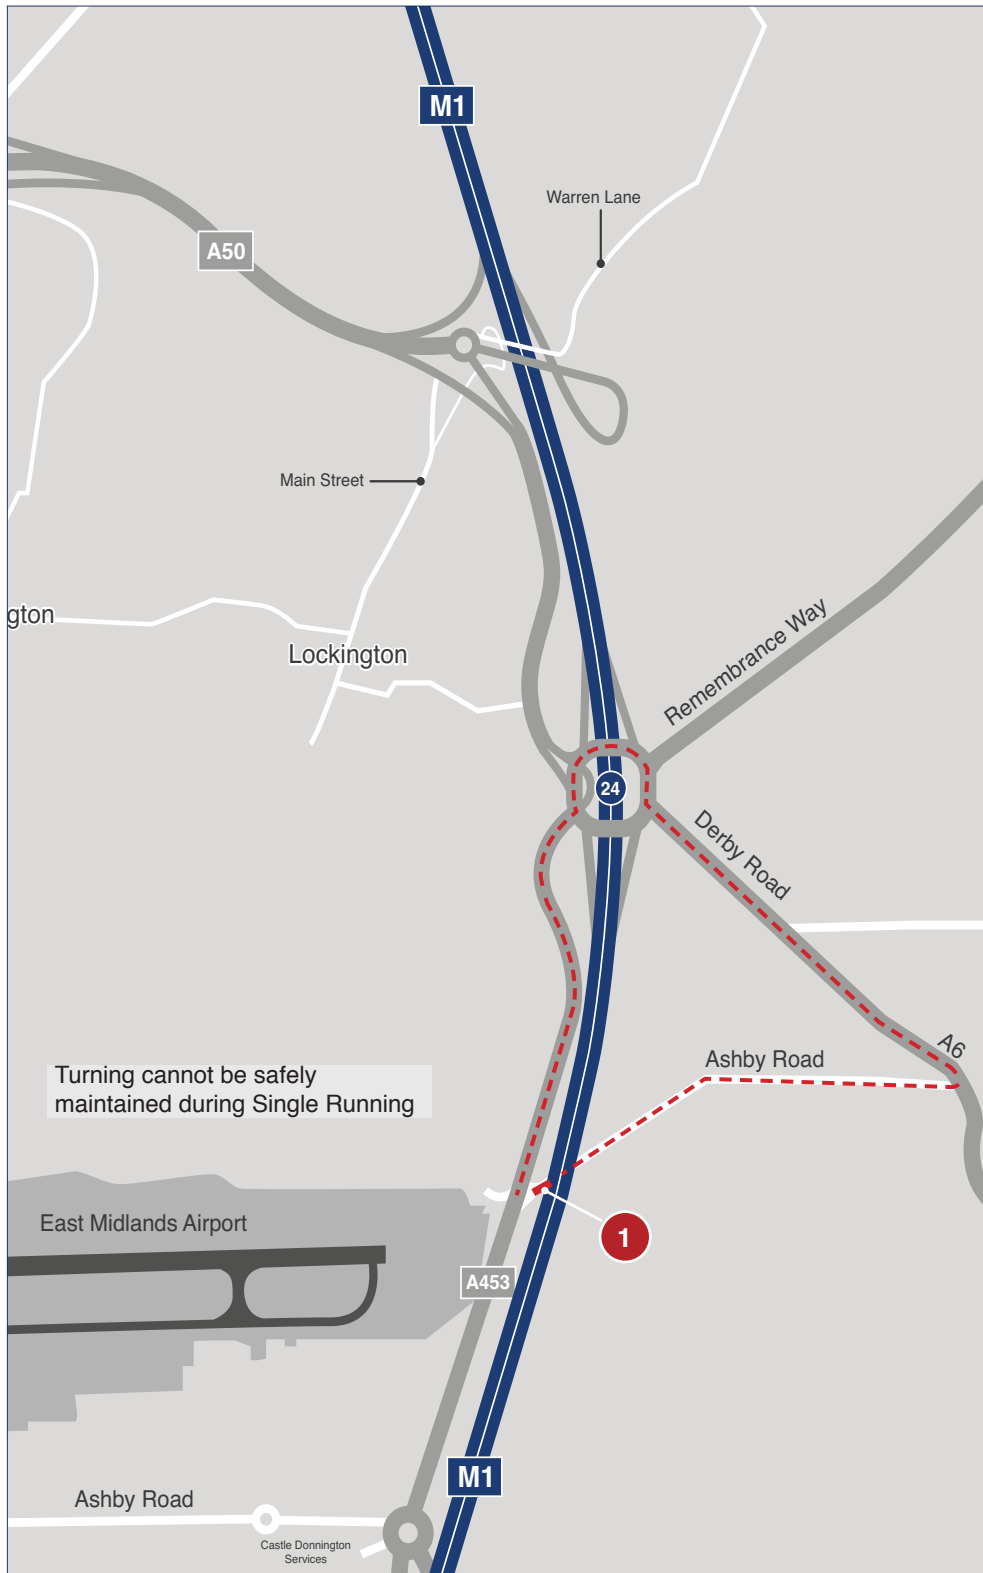 M1
Warren Lane
A50
Main Street
gton
Lockington
Remembrance Way
24
Derby Road
A6
Ashby Road
Turning cannot be safely
maintained during Single Running
East Midlands Airport
1
A453
M1
Ashby Road
Castle Donnington
Services